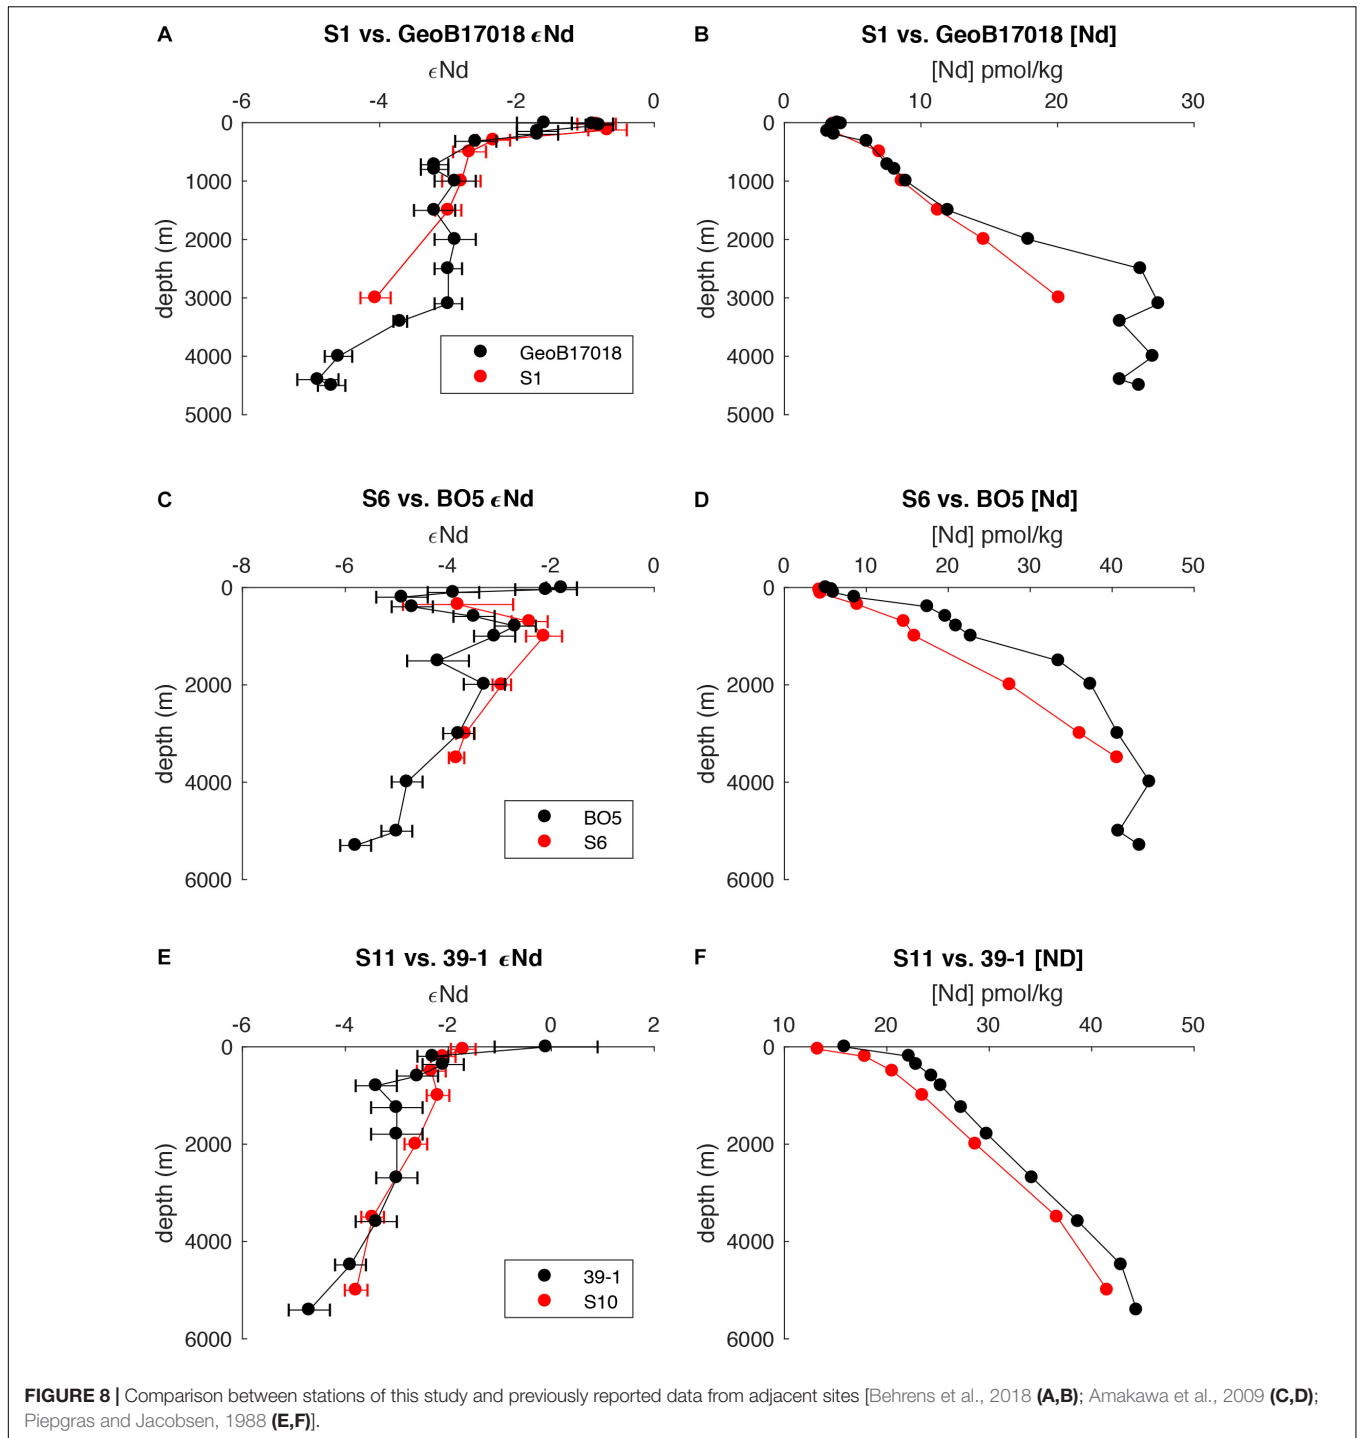 A
S1 vs. GeoB17018 ϵNd
ϵNd
-6 -4 -2 0
0
1000
2000
3000
4000
5000
depth (m)
GeoB17018
S1
B
S1 vs. GeoB17018 [Nd]
[Nd] pmol/kg
0 10 20 30
0
1000
2000
3000
4000
5000
depth (m)
C
S6 vs. BO5 ϵNd
ϵNd
-8 -6 -4 -2 0
0
2000
4000
6000
depth (m)
BO5
S6
D
S6 vs. BO5 [Nd]
[Nd] pmol/kg
0 10 20 30 40 50
0
2000
4000
6000
depth (m)
E
S11 vs. 39-1 ϵNd
ϵNd
-6 -4 -2 0 2
0
2000
4000
6000
depth (m)
39-1
S10
F
S11 vs. 39-1 [ND]
[Nd] pmol/kg
10 20 30 40 50
0
2000
4000
6000
depth (m)
FIGURE 8 | Comparison between stations of this study and previously reported data from adjacent sites [Behrens et al., 2018 (A,B); Amakawa et al., 2009 (C,D);
Piepgras and Jacobsen, 1988 (E,F)].